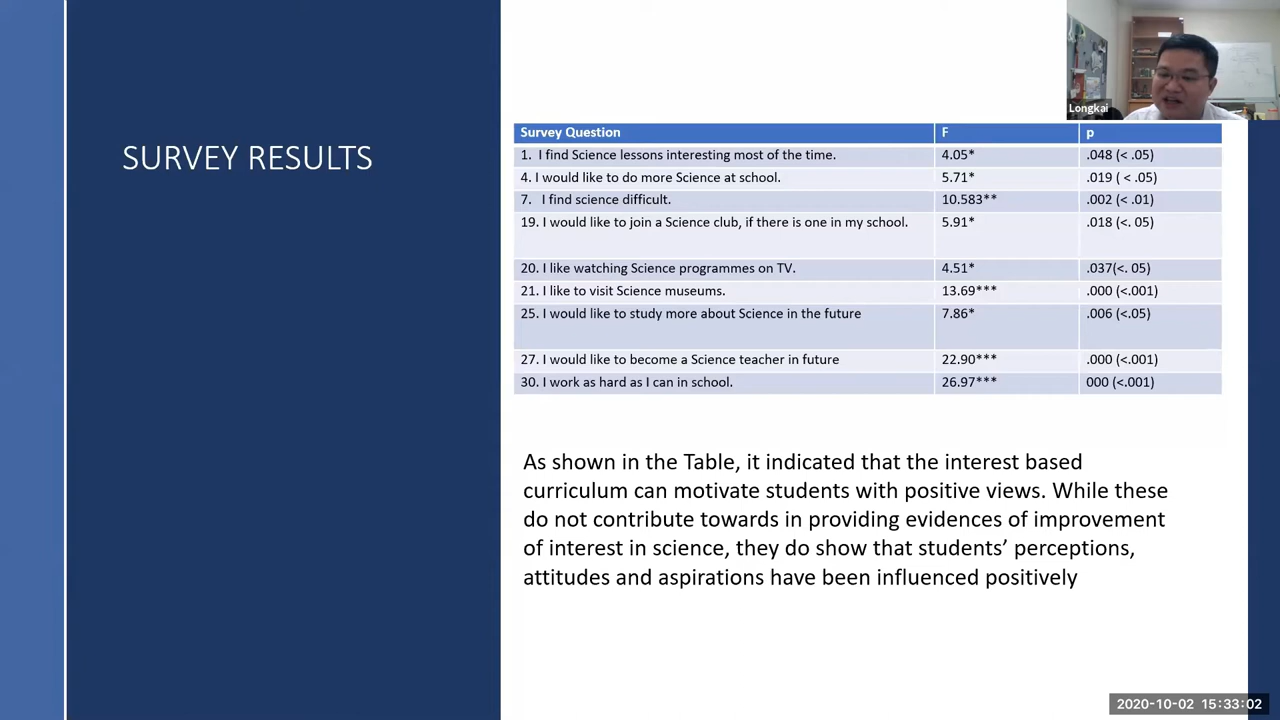 Longkai
SURVEY RESULTS
Survey Question F p
1. I find Science lessons interesting most of the time. 4.05* .048 (< .05)
4. I would like to do more Science at school. 5.71* .019 ( < .05)
7. I find science difficult. 10.583** .002 (< .01)
19. I would like to join a Science club, if there is one in my school. 5.91* .018 (<. 05)
20. I like watching Science programmes on TV. 4.51* .037(<. 05)
21. I like to visit Science museums. 13.69*** .000 (<.001)
25. I would like to study more about Science in the future 7.86* .006 (<.05)
27. I would like to become a Science teacher in future 22.90*** .000 (<.001)
30. I work as hard as I can in school. 26.97*** 000 (<.001)
As shown in the Table, it indicated that the interest based
curriculum can motivate students with positive views. While these
do not contribute towards in providing evidences of improvement
of interest in science, they do show that students’ perceptions,
attitudes and aspirations have been influenced positively
2020-10-02 15:33:02